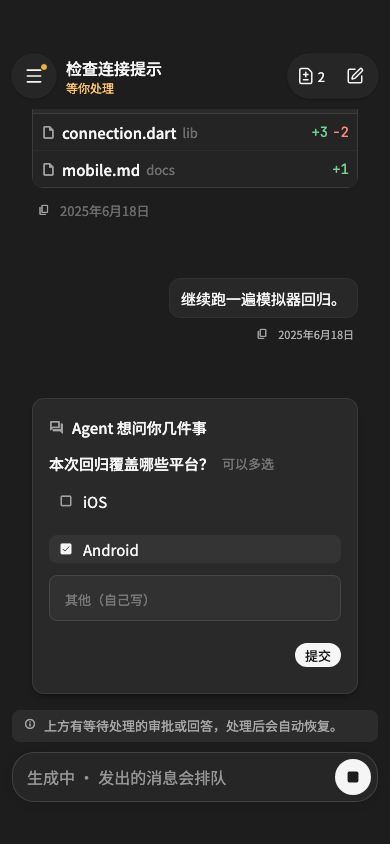 检查连接提示
等你处理
2
connection.dart lib +3 -2
mobile.md docs +1
2025年6月18日
继续跑一遍模拟器回归。
2025年6月18日
Agent 想问你几件事
本次回归覆盖哪些平台？ 可以多选
iOS
Android
其他（自己写）
提交
上方有等待处理的审批或回答，处理后会自动恢复。
生成中 · 发出的消息会排队